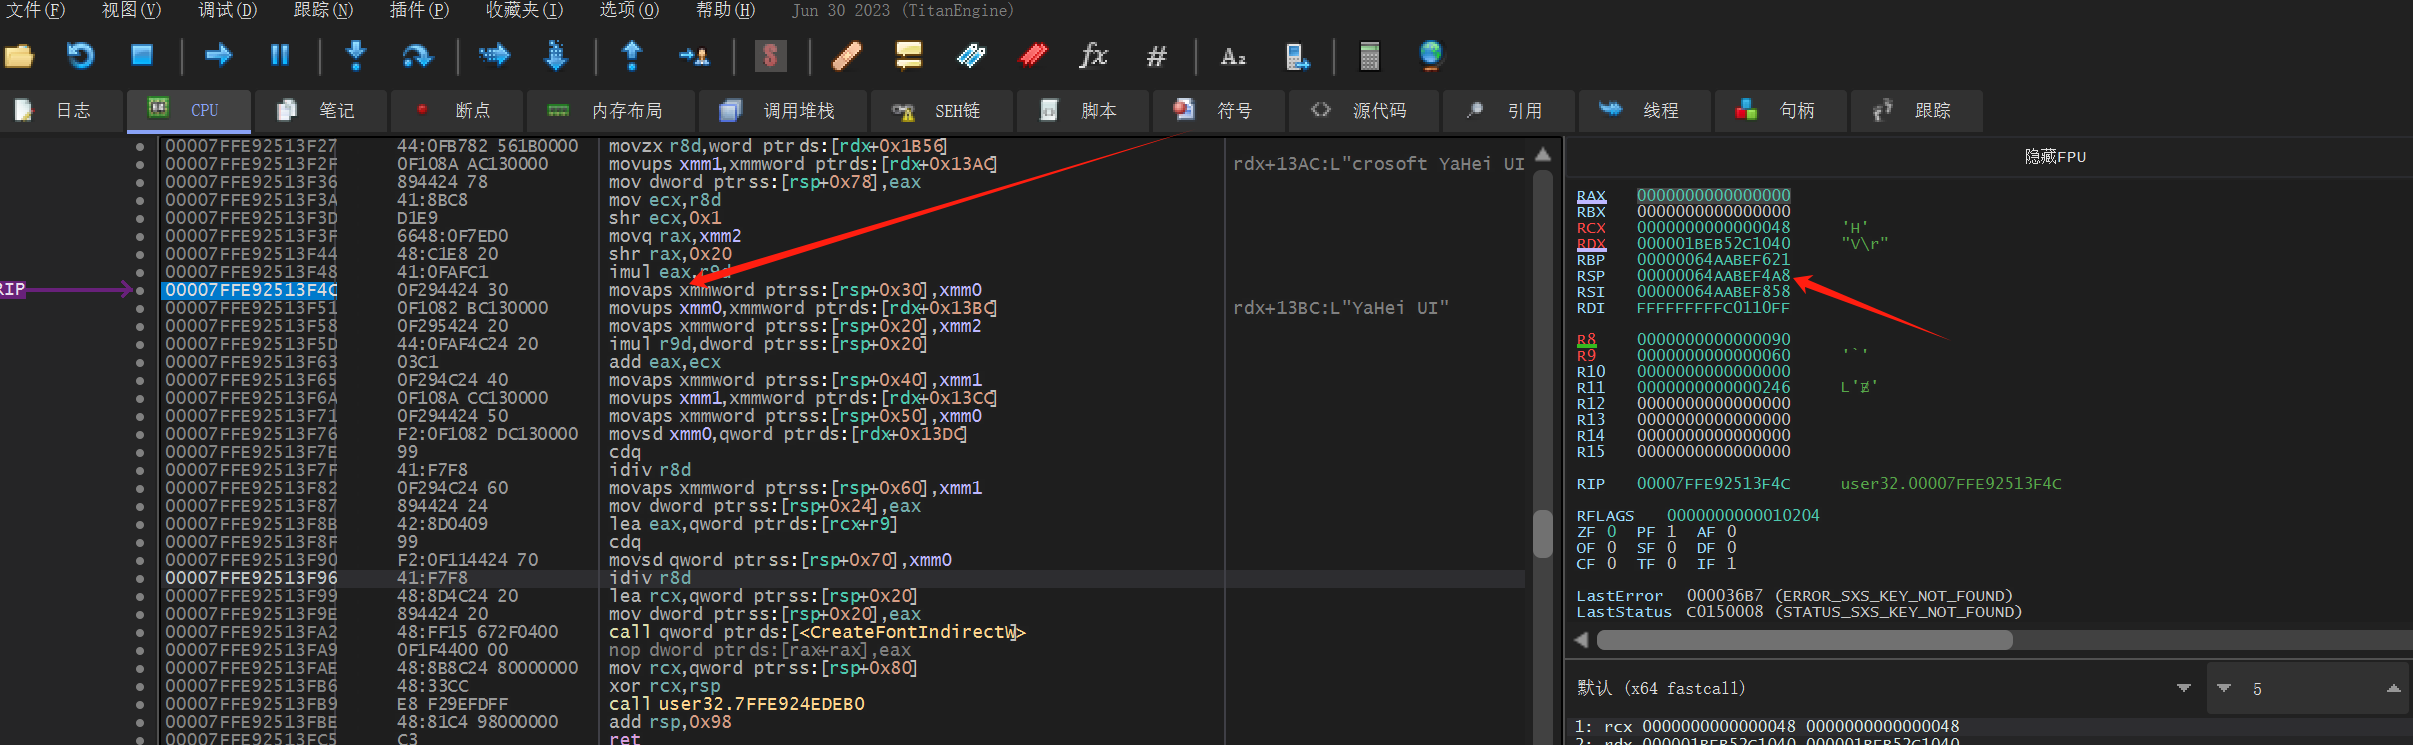 文件(F) 视图(V) 调试(D) 跟踪(N) 插件(P) 收藏夹(I) 选项(O) 帮助(H) Jun 30 2023 (TitanEngine)
日志 CPU 笔记 断点 内存布局 调用堆栈 SEH链 脚本 符号 源代码 引用 线程 句柄 跟踪
00007FFE92513F27 44:0FB782 561B0000 movzx r8d,word ptr ds:[rdx+0x1B56]
00007FFE92513F2F 0F108A AC130000 movups xmm1,xmmword ptr ds:[rdx+0x13AC] rdx+13AC:L"crosoft YaHei UI
00007FFE92513F36 894424 78 mov dword ptr ss:[rsp+0x78],eax
00007FFE92513F3A 41:8BC8 mov ecx,r8d
00007FFE92513F3D D1E9 shr ecx,0x1
00007FFE92513F3F 6648:0F7ED0 movq rax,xmm2
00007FFE92513F44 48:C1E8 20 shr rax,0x20
00007FFE92513F48 41:0FAFC1 imul eax,r9d
RIP 00007FFE92513F4C 0F294424 30 movaps xmmword ptr ss:[rsp+0x30],xmm0
00007FFE92513F51 0F1082 BC130000 movups xmm0,xmmword ptr ds:[rdx+0x13BC] rdx+13BC:L"YaHei UI"
00007FFE92513F58 0F295424 20 movaps xmmword ptr ss:[rsp+0x20],xmm2
00007FFE92513F5D 44:0FAF4C24 20 imul r9d,dword ptr ss:[rsp+0x20]
00007FFE92513F63 03C1 add eax,ecx
00007FFE92513F65 0F294C24 40 movaps xmmword ptr ss:[rsp+0x40],xmm1
00007FFE92513F6A 0F108A CC130000 movups xmm1,xmmword ptr ds:[rdx+0x13CC]
00007FFE92513F71 0F294424 50 movaps xmmword ptr ss:[rsp+0x50],xmm0
00007FFE92513F76 F2:0F1082 DC130000 movsd xmm0,qword ptr ds:[rdx+0x13DC]
00007FFE92513F7E 99 cdq
00007FFE92513F7F 41:F7F8 idiv r8d
00007FFE92513F82 0F294C24 60 movaps xmmword ptr ss:[rsp+0x60],xmm1
00007FFE92513F87 894424 24 mov dword ptr ss:[rsp+0x24],eax
00007FFE92513F8B 42:8D0409 lea eax,qword ptr ds:[rcx+r9]
00007FFE92513F8F 99 cdq
00007FFE92513F90 F2:0F114424 70 movsd qword ptr ss:[rsp+0x70],xmm0
00007FFE92513F96 41:F7F8 idiv r8d
00007FFE92513F99 48:8D4C24 20 lea rcx,qword ptr ss:[rsp+0x20]
00007FFE92513F9E 894424 20 mov dword ptr ss:[rsp+0x20],eax
00007FFE92513FA2 48:FF15 672F0400 call qword ptr ds:[<CreateFontIndirectW>]
00007FFE92513FA9 0F1F4400 00 nop dword ptr ds:[rax+rax],eax
00007FFE92513FAE 48:8B8C24 80000000 mov rcx,qword ptr ss:[rsp+0x80]
00007FFE92513FB6 48:33CC xor rcx,rsp
00007FFE92513FB9 E8 F29EFDFF call user32.7FFE924EDEB0
00007FFE92513FBE 48:81C4 98000000 add rsp,0x98
00007FFE92513FC5 C3 ret
隐藏FPU
RAX 0000000000000000
RBX 0000000000000000
RCX 0000000000000048 'H'
RDX 000001BEB52C1040 "V\r"
RBP 00000064AABEF621
RSP 00000064AABEF4A8
RSI 00000064AABEF858
RDI FFFFFFFFFC0110FF
R8 0000000000000090
R9 0000000000000060 '`'
R10 0000000000000000
R11 0000000000000246
R12 0000000000000000
R13 0000000000000000
R14 0000000000000000
R15 0000000000000000
RIP 00007FFE92513F4C user32.00007FFE92513F4C
RFLAGS 0000000000010204
ZF 0 PF 1 AF 0
OF 0 SF 0 DF 0
CF 0 TF 0 IF 1
LastError 000036B7 (ERROR_SXS_KEY_NOT_FOUND)
LastStatus C0150008 (STATUS_SXS_KEY_NOT_FOUND)
默认 (x64 fastcall) 5
1: rcx 0000000000000048 0000000000000048
2: rdx 000001BEB52C1040 000001BEB52C1040